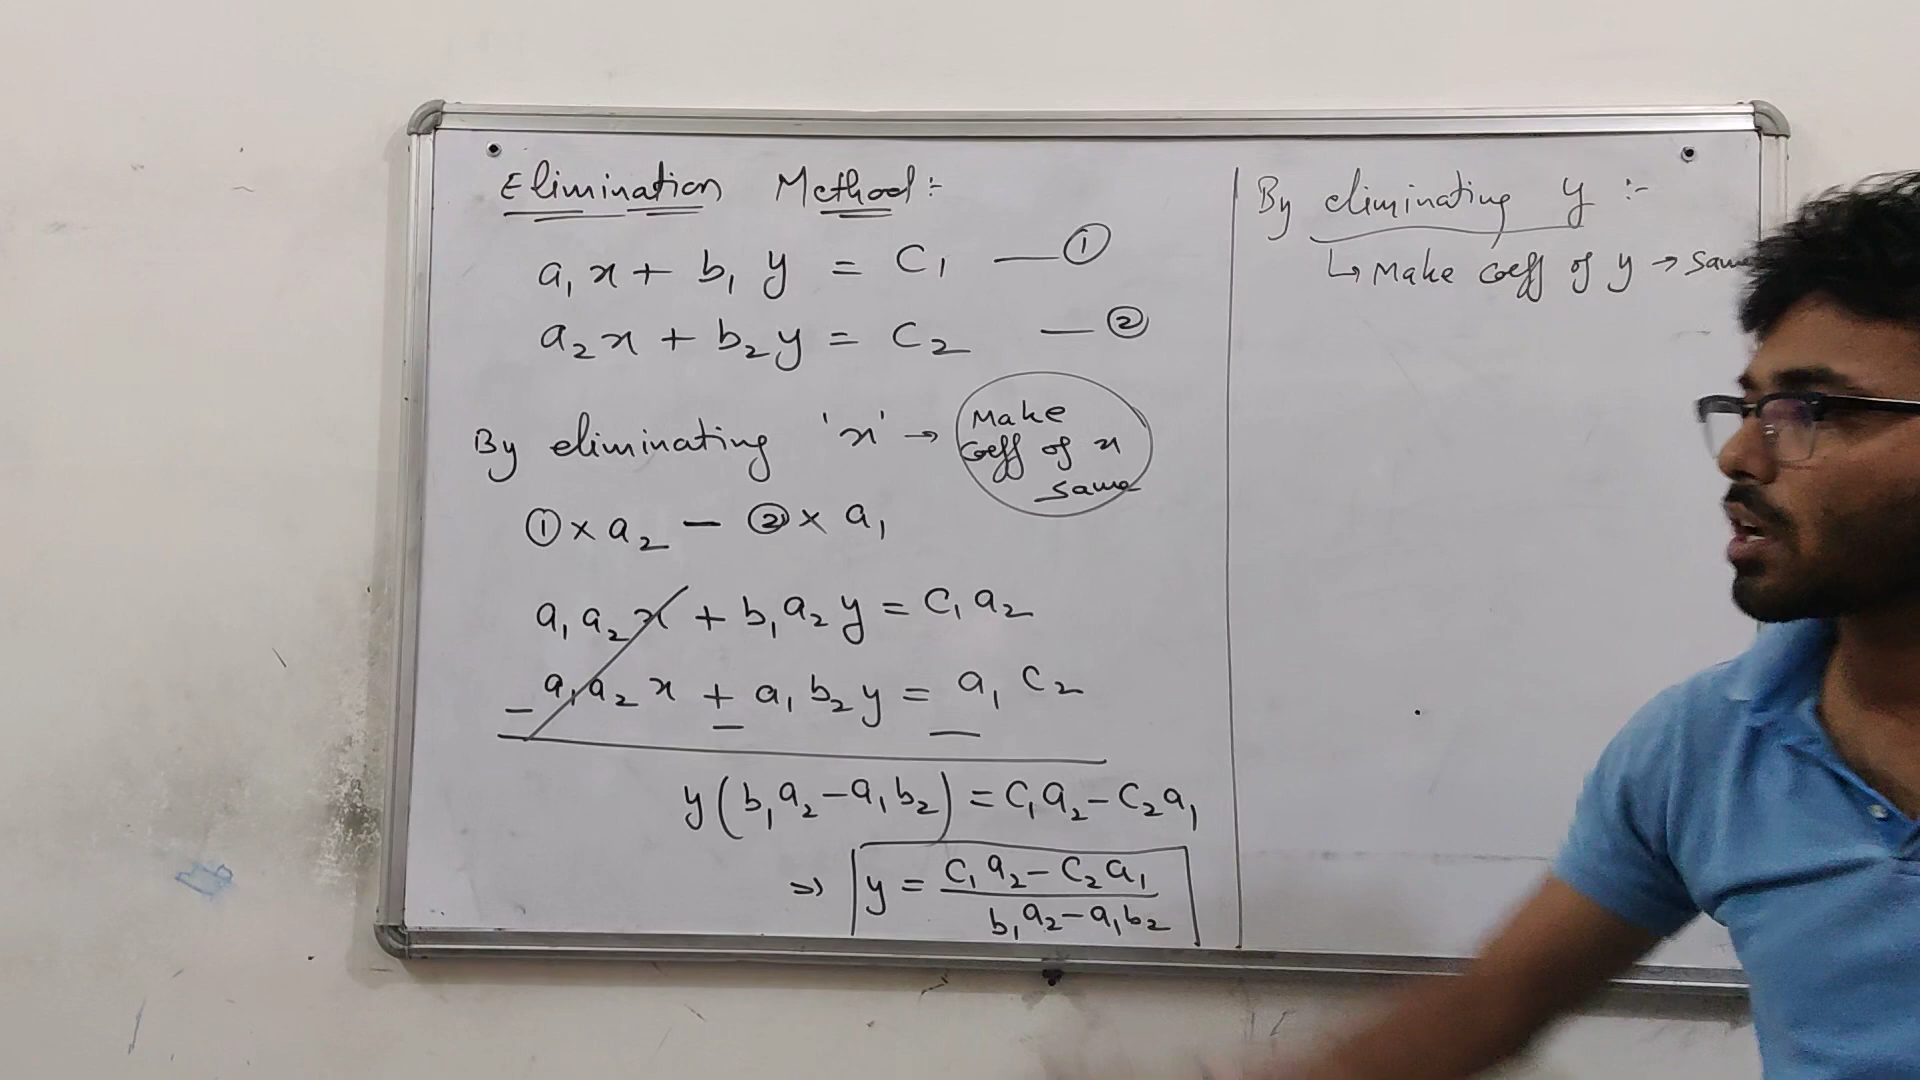 Elimination Method :-
a₁x + b₁y = C₁ — ①
a₂x + b₂y = C₂ — ②
By eliminating 'x' → Make Coeff of x same
① × a₂ – ② × a₁
a₁a₂x + b₁a₂y = C₁a₂
– a₁a₂x + a₁b₂y = a₁C₂
– –
y(b₁a₂ – a₁b₂) = C₁a₂ – C₂a₁
⇒ y = (C₁a₂ – C₂a₁) / (b₁a₂ – a₁b₂)
By eliminating y :-
↳ Make Coeff of y → same